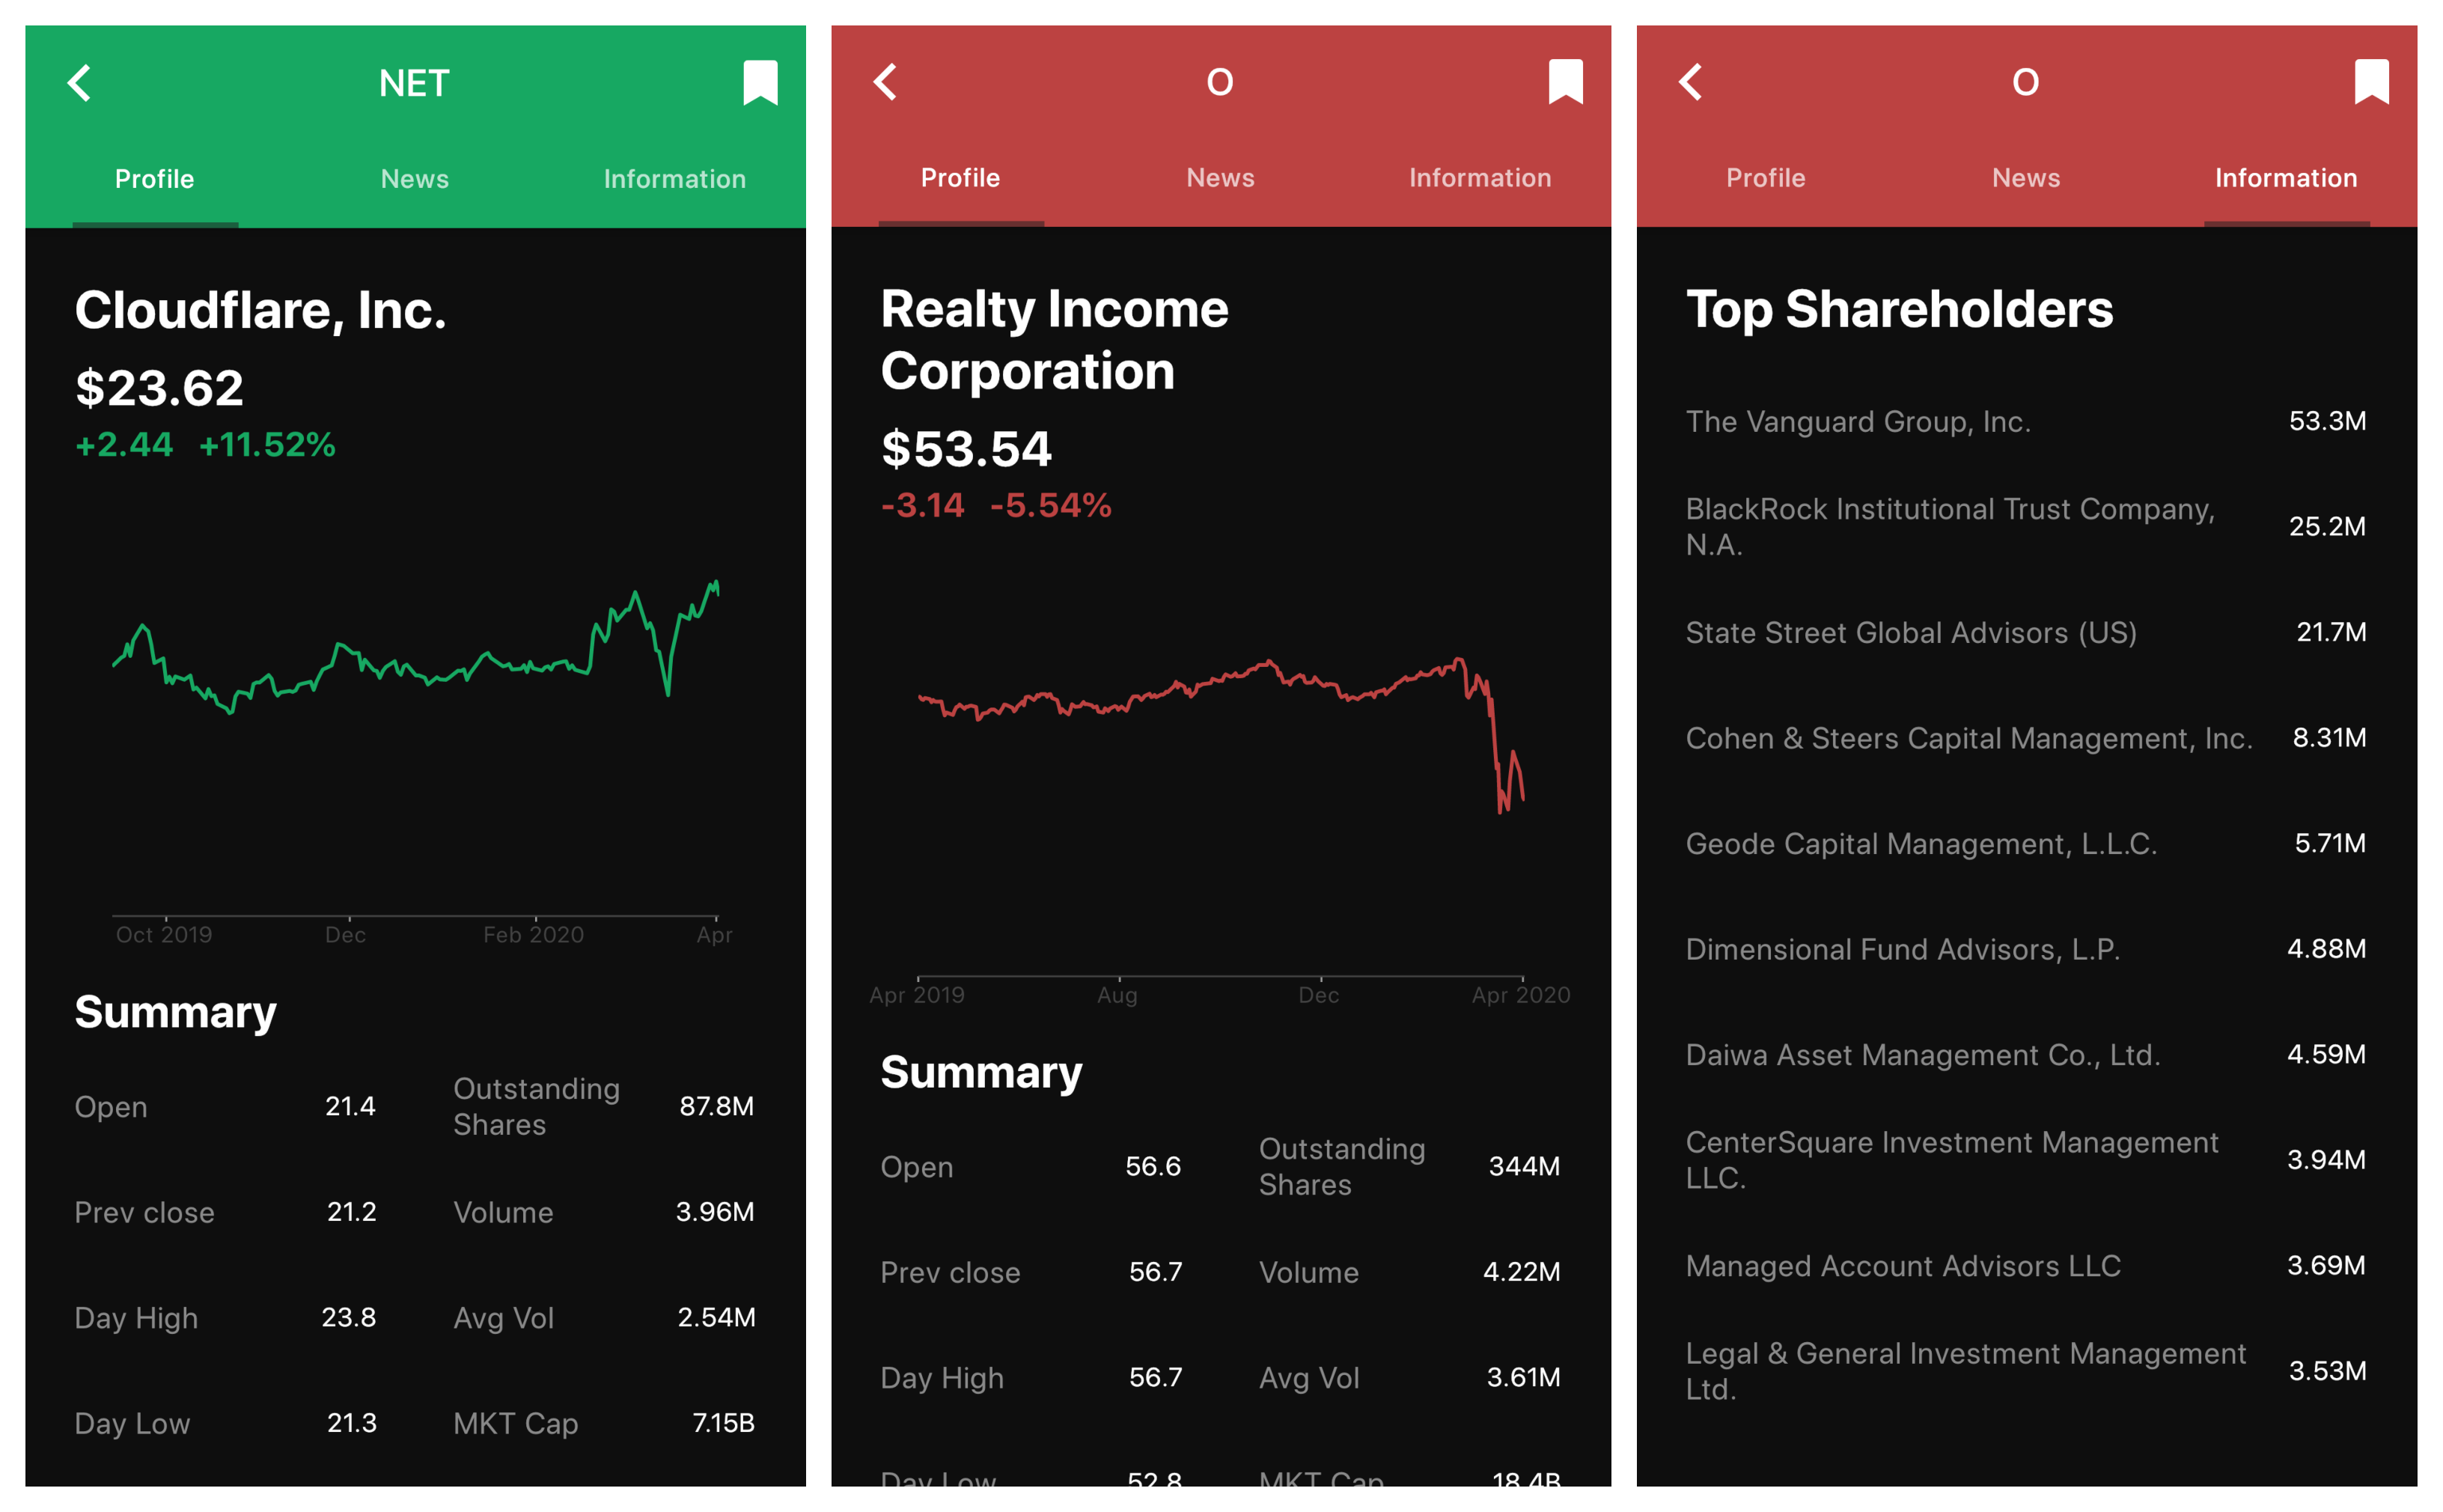 NET
Profile News Information
Cloudflare, Inc.
$23.62
+2.44 +11.52%
Oct 2019 Dec Feb 2020 Apr
Summary
Open 21.4 Outstanding Shares 87.8M
Prev close 21.2 Volume 3.96M
Day High 23.8 Avg Vol 2.54M
Day Low 21.3 MKT Cap 7.15B
O
Profile News Information
Realty Income
Corporation
$53.54
-3.14 -5.54%
Apr 2019 Aug Dec Apr 2020
Summary
Open 56.6 Outstanding Shares 344M
Prev close 56.7 Volume 4.22M
Day High 56.7 Avg Vol 3.61M
Day Low 52.8 MKT Cap 18.4B
O
Profile News Information
Top Shareholders
The Vanguard Group, Inc. 53.3M
BlackRock Institutional Trust Company,
N.A. 25.2M
State Street Global Advisors (US) 21.7M
Cohen & Steers Capital Management, Inc. 8.31M
Geode Capital Management, L.L.C. 5.71M
Dimensional Fund Advisors, L.P. 4.88M
Daiwa Asset Management Co., Ltd. 4.59M
CenterSquare Investment Management
LLC. 3.94M
Managed Account Advisors LLC 3.69M
Legal & General Investment Management
Ltd. 3.53M